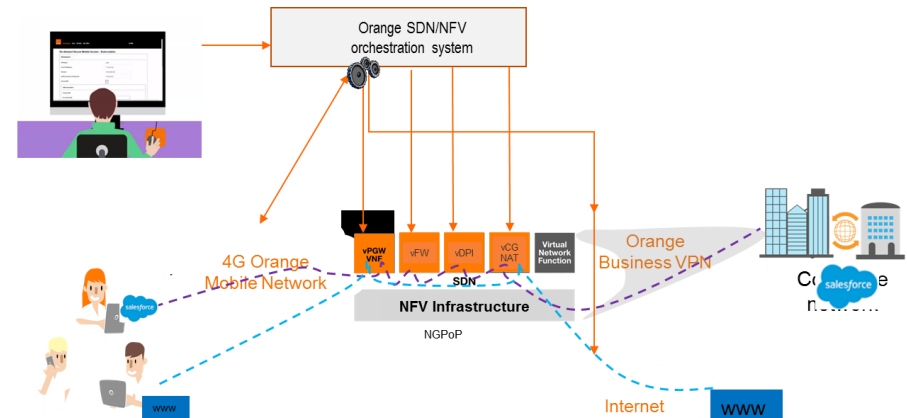 Orange SDN/NFV
orchestration system
vPGW
VNF
vFW
vDPI
vCG
NAT
Virtual
Network
Function
4G Orange
Mobile Network
Orange
Business VPN
SDN
NFV Infrastructure
NGPoP
salesforce
salesforce
www
Internet
www